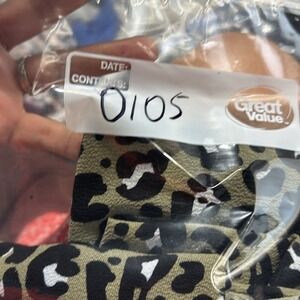 DATE:
CONTENTS:
0105
Great
Value